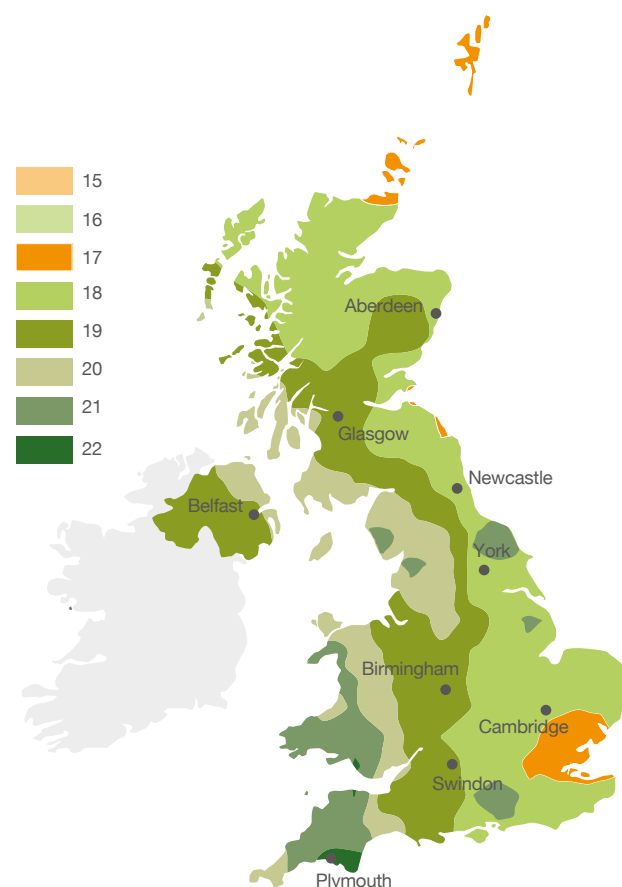 15
16
17
18
19
20
21
22
Aberdeen
Glasgow
Newcastle
Belfast
York
Birmingham
Cambridge
Swindon
Plymouth